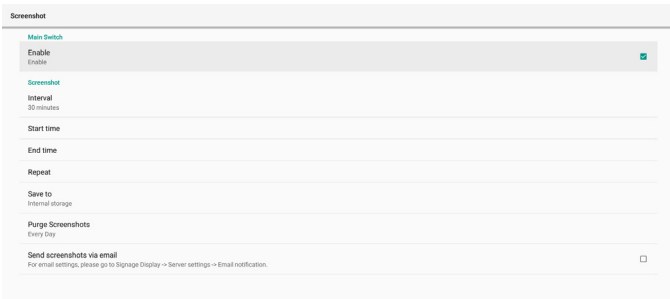 Screenshot
Main Switch
Enable
Enable
Screenshot
Interval
30 minutes
Start time
End time
Repeat
Save to
Internal storage
Purge Screenshots
Every Day
Send screenshots via email
For email settings, please go to Signage Display -> Server settings -> Email notification.